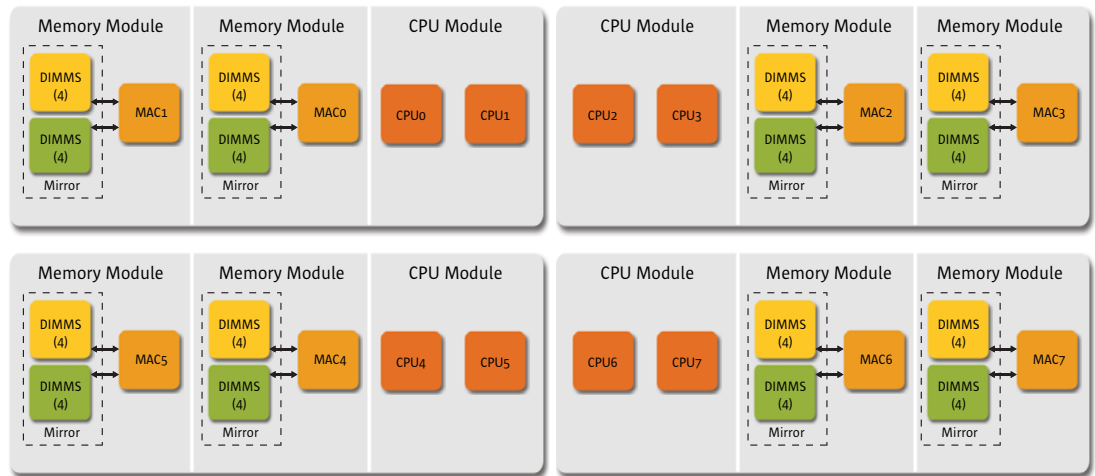 Memory Module
Memory Module
CPU Module
DIMMS
(4)
DIMMS
(4)
MAC1
Mirror
DIMMS
(4)
DIMMS
(4)
MAC0
Mirror
CPU0
CPU1
CPU Module
Memory Module
Memory Module
CPU2
CPU3
DIMMS
(4)
DIMMS
(4)
MAC2
Mirror
DIMMS
(4)
DIMMS
(4)
MAC3
Mirror
Memory Module
Memory Module
CPU Module
DIMMS
(4)
DIMMS
(4)
MAC5
Mirror
DIMMS
(4)
DIMMS
(4)
MAC4
Mirror
CPU4
CPU5
CPU Module
Memory Module
Memory Module
CPU6
CPU7
DIMMS
(4)
DIMMS
(4)
MAC6
Mirror
DIMMS
(4)
DIMMS
(4)
MAC7
Mirror